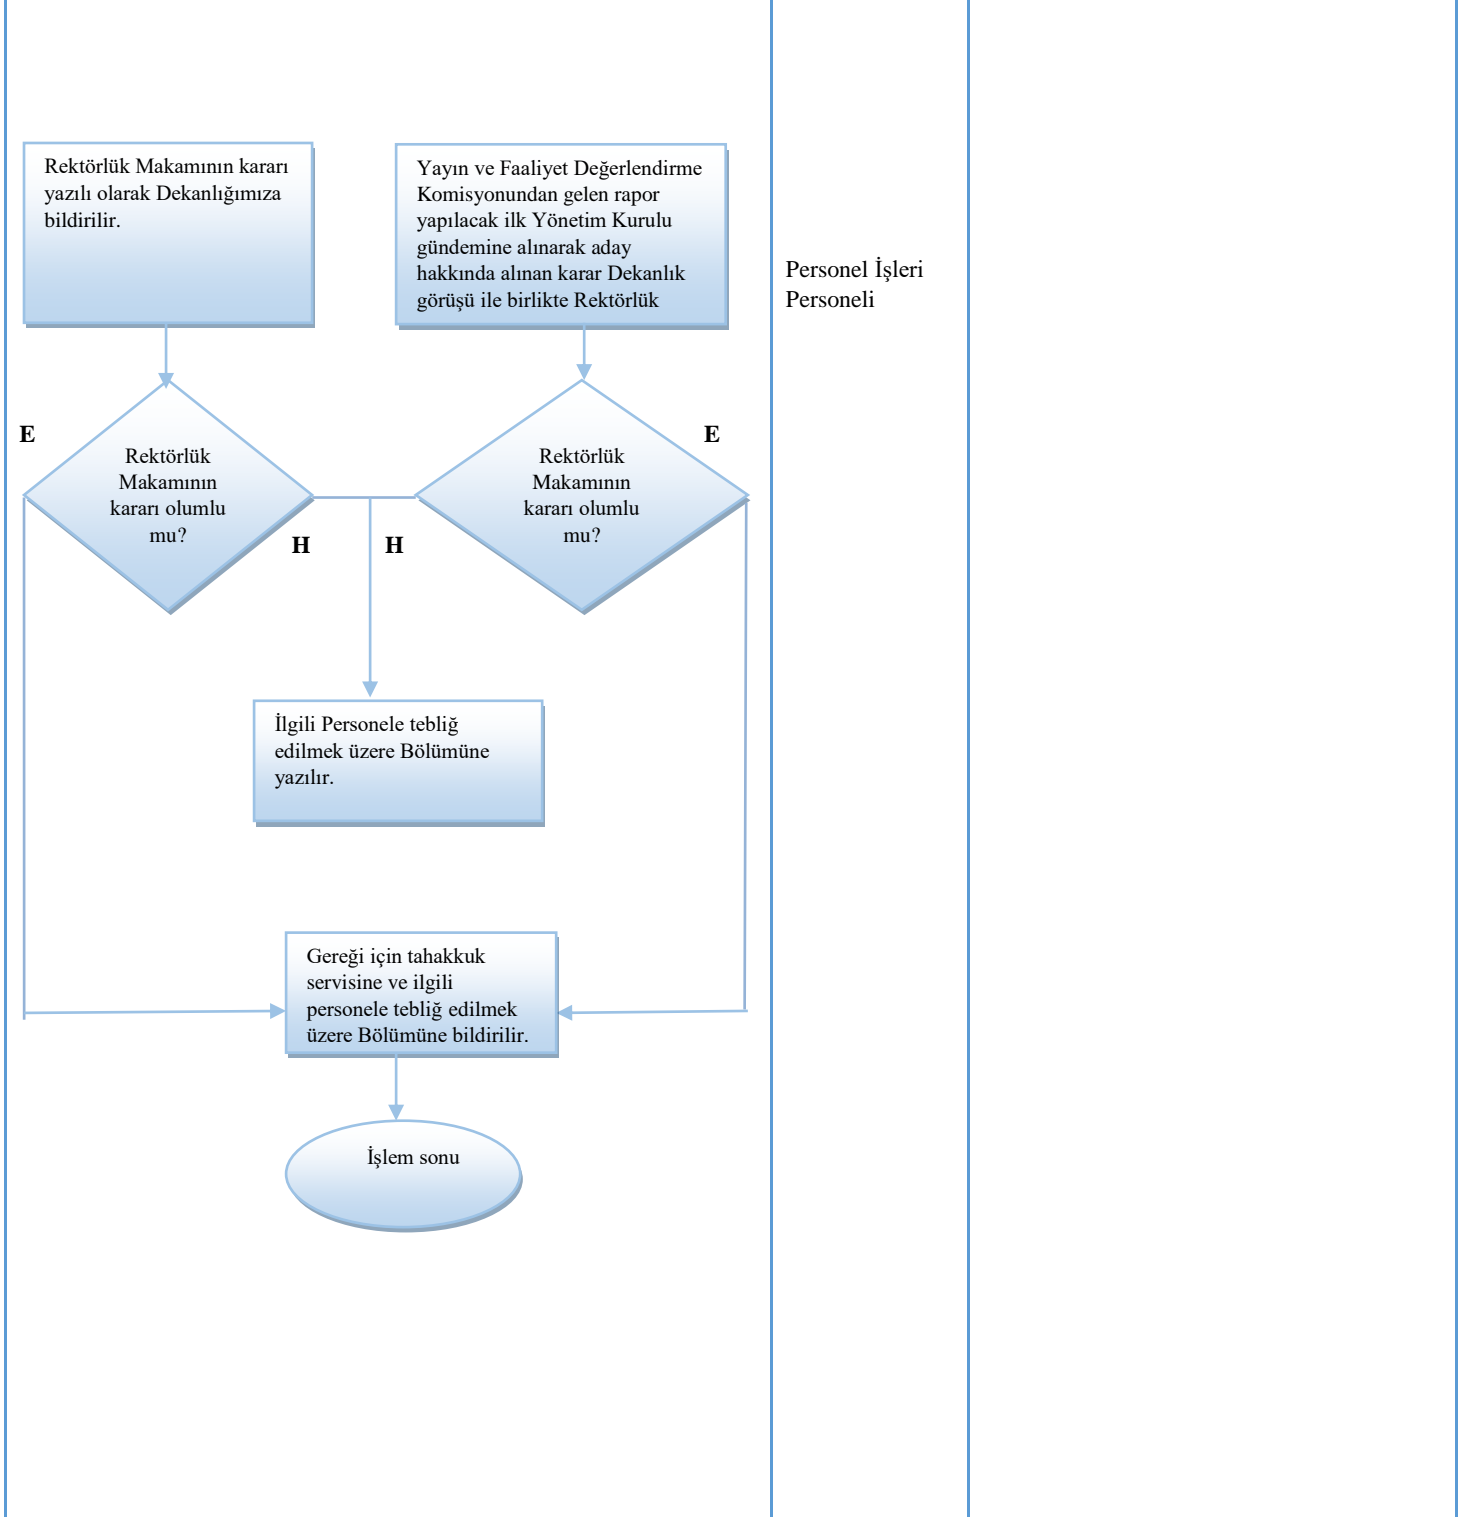 Rektörlük Makamının kararı
yazılı olarak Dekanlığımıza
bildirilir.
Yayın ve Faaliyet Değerlendirme
Komisyonundan gelen rapor
yapılacak ilk Yönetim Kurulu
gündemine alınarak aday
hakkında alınan karar Dekanlık
görüşü ile birlikte Rektörlük
Personel İşleri
Personeli
E
Rektörlük
Makamının
kararı olumlu
mu?
H
E
Rektörlük
Makamının
kararı olumlu
mu?
H
İlgili Personele tebliğ
edilmek üzere Bölümüne
yazılır.
Gereği için tahakkuk
servisine ve ilgili
personele tebliğ edilmek
üzere Bölümüne bildirilir.
İşlem sonu